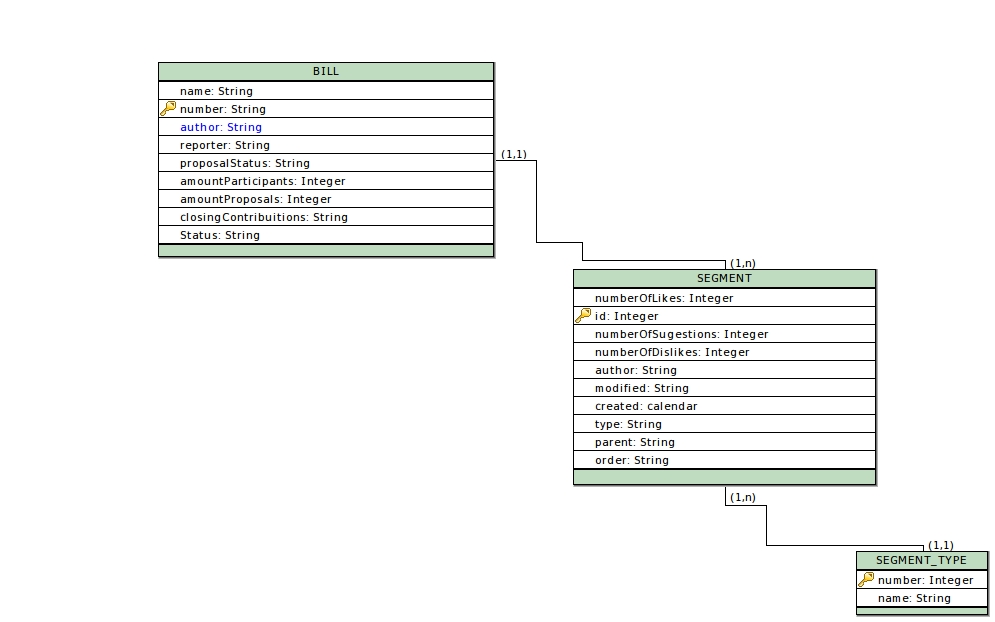 BILL
name: String
number: String
author: String
reporter: String
proposalStatus: String
amountParticipants: Integer
amountProposals: Integer
closingContribuitions: String
Status: String
(1,1)
(1,n)
SEGMENT
numberOfLikes: Integer
id: Integer
numberOfSugestions: Integer
numberOfDislikes: Integer
author: String
modified: String
created: calendar
type: String
parent: String
order: String
(1,n)
(1,1)
SEGMENT_TYPE
number: Integer
name: String